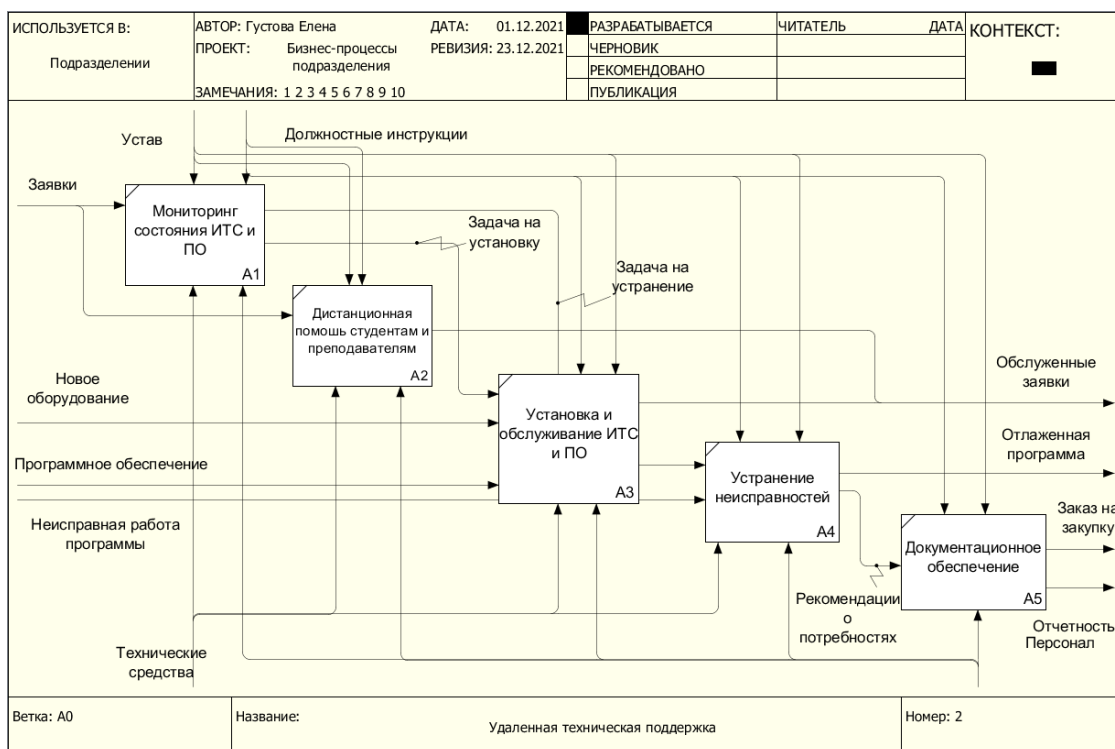 ИСПОЛЬЗУЕТСЯ В:
Подразделении
АВТОР: Густова Елена
ДАТА: 01.12.2021
ПРОЕКТ: Бизнес-процессы
подразделения
РЕВИЗИЯ: 23.12.2021
ЗАМЕЧАНИЯ: 1 2 3 4 5 6 7 8 9 10
РАЗРАБАТЫВАЕТСЯ
ЧЕРНОВИК
РЕКОМЕНДОВАНО
ПУБЛИКАЦИЯ
ЧИТАТЕЛЬ
ДАТА
КОНТЕКСТ:
Устав
Должностные инструкции
Заявки
Мониторинг
состояния ИТС и
ПО
A1
Задача на
установку
Задача на
устранение
Дистанционная
помошь студентам и
преподавателям
A2
Новое
оборудование
Обслуженные
заявки
Установка и
обслуживание ИТС
и ПО
A3
Программное обеспечение
Отлаженная
программа
Устранение
неисправностей
A4
Неисправная работа
программы
Заказ на
закупку
Документационное
обеспечение
A5
Рекомендации
о
потребностях
Отчетность
Персонал
Технические
средства
Ветка: A0
Название:
Удаленная техническая поддержка
Номер: 2